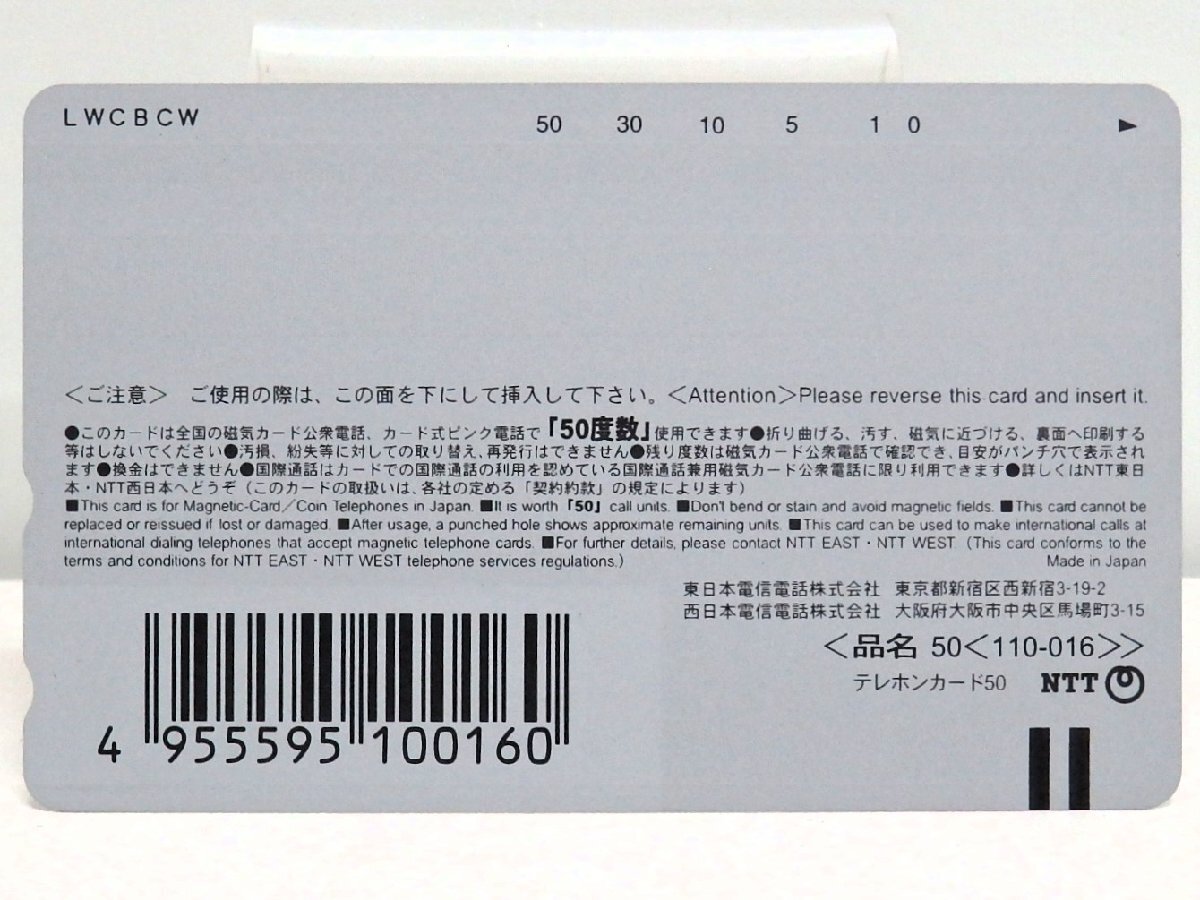 LWCBCW
50 30 10 5 1 0 ▶
＜ご注意＞ ご使用の際は、この面を下にして挿入して下さい。＜Attention＞Please reverse this card and insert it.
●このカードは全国の磁気カード公衆電話、カード式ピンク電話で「50度数」使用できます●折り曲げる、汚す、磁気に近づける、裏面へ印刷する
等はしないでください●汚損、紛失等に対しての取り替え、再発行はできません●残り度数は磁気カード公衆電話で確認でき、目安がパンチ穴で表示され
ます●換金はできません●国際通話はカードでの国際通話の利用を認めている国際通話兼用磁気カード公衆電話に限り利用できます●詳しくはNTT東日
本・NTT西日本へどうぞ（このカードの取扱いは、各社の定める「契約約款」の規定によります）
■This card is for Magnetic-Card／Coin Telephones in Japan. ■It is worth「50」call units. ■Don't bend or stain and avoid magnetic fields. ■This card cannot be
replaced or reissued if lost or damaged. ■After usage, a punched hole shows approximate remaining units. ■This card can be used to make international calls at
international dialing telephones that accept magnetic telephone cards. ■For further details, please contact NTT EAST・NTT WEST. (This card conforms to the
terms and conditions for NTT EAST・NTT WEST telephone services regulations.) Made in Japan
東日本電信電話株式会社 東京都新宿区西新宿3-19-2
西日本電信電話株式会社 大阪府大阪市中央区馬場町3-15
＜品名 50＜110-016＞＞
テレホンカード50 NTT
4 955595 100160